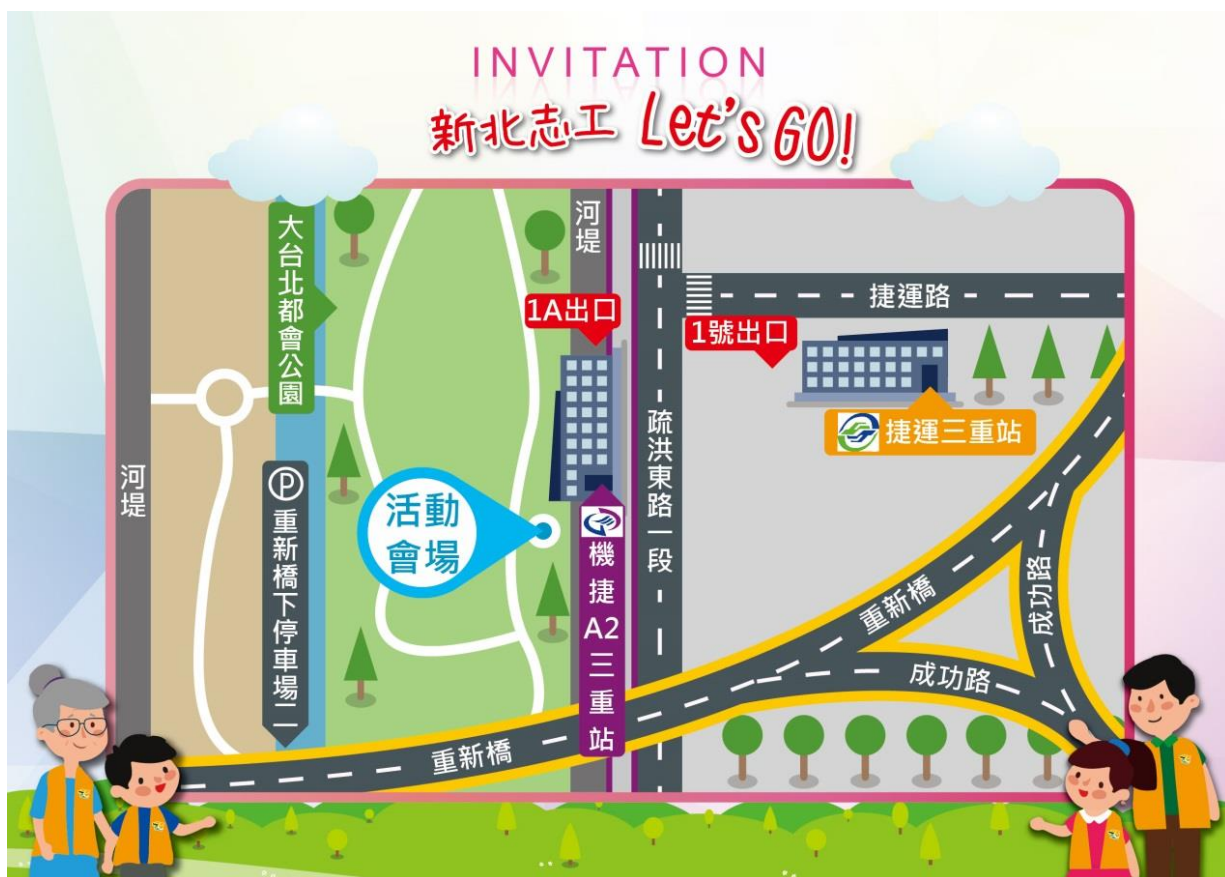 INVITATION
新北志工 Let's GO!
大台北都會公園
河堤
1A出口
捷運路
1號出口
捷運三重站
疏洪東路一段
河堤
P
重新橋下停車場二
活動
會場
機捷A2三重站
重新橋
成功路
成功路
重新橋